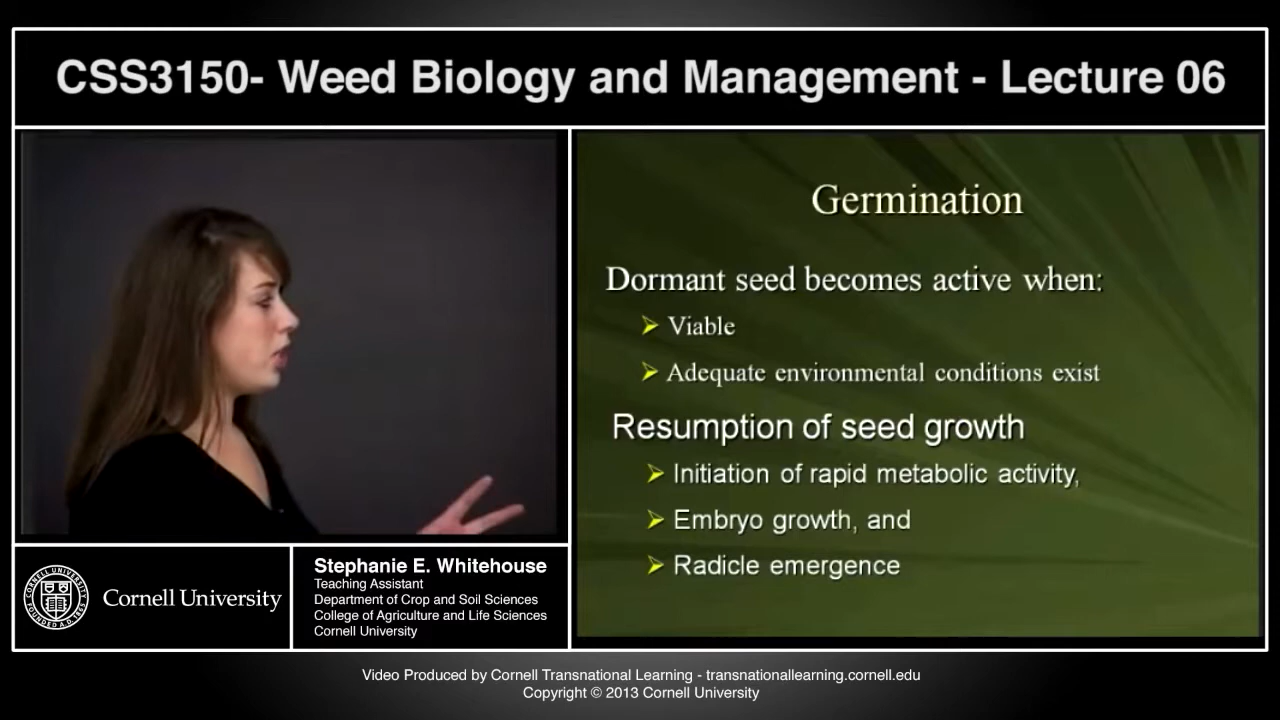 CSS3150- Weed Biology and Management - Lecture 06
Germination
Dormant seed becomes active when:
Viable
Adequate environmental conditions exist
Resumption of seed growth
Initiation of rapid metabolic activity,
Embryo growth, and
Radicle emergence
Cornell University
Stephanie E. Whitehouse
Teaching Assistant
Department of Crop and Soil Sciences
College of Agriculture and Life Sciences
Cornell University
Video Produced by Cornell Transnational Learning - transnationallearning.cornell.edu
Copyright © 2013 Cornell University